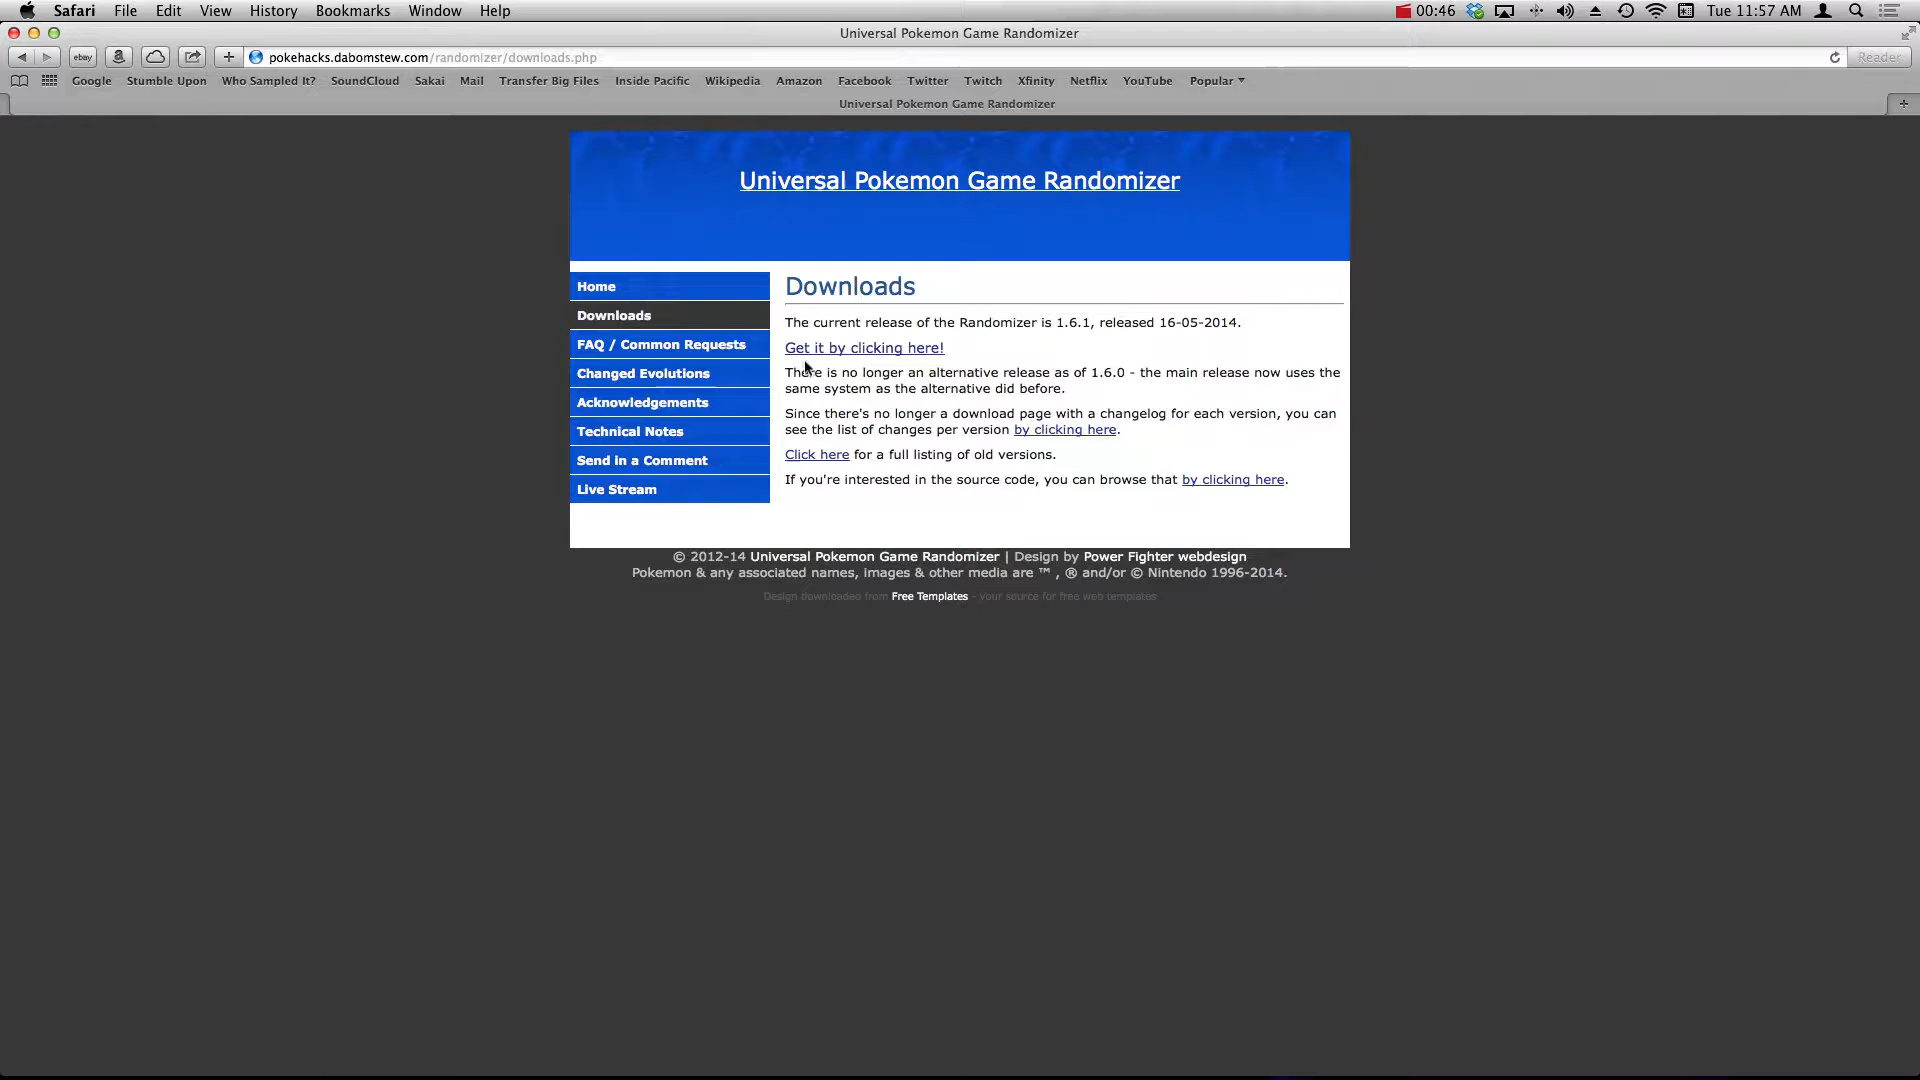 Safari File Edit View History Bookmarks Window Help 00:46 Tue 11:57 AM
Universal Pokemon Game Randomizer
ebay a + pokehacks.dabomstew.com/randomizer/downloads.php Reader
Google Stumble Upon Who Sampled It? SoundCloud Sakai Mail Transfer Big Files Inside Pacific Wikipedia Amazon Facebook Twitter Twitch Xfinity Netflix YouTube Popular
Universal Pokemon Game Randomizer +
Universal Pokemon Game Randomizer
Home
Downloads
FAQ / Common Requests
Changed Evolutions
Acknowledgements
Technical Notes
Send in a Comment
Live Stream
Downloads
The current release of the Randomizer is 1.6.1, released 16-05-2014.
Get it by clicking here!
There is no longer an alternative release as of 1.6.0 - the main release now uses the
same system as the alternative did before.
Since there's no longer a download page with a changelog for each version, you can
see the list of changes per version by clicking here.
Click here for a full listing of old versions.
If you're interested in the source code, you can browse that by clicking here.
© 2012-14 Universal Pokemon Game Randomizer | Design by Power Fighter webdesign
Pokemon & any associated names, images & other media are ™ , ® and/or © Nintendo 1996-2014.
Design downloaded from Free Templates - your source for free web templates